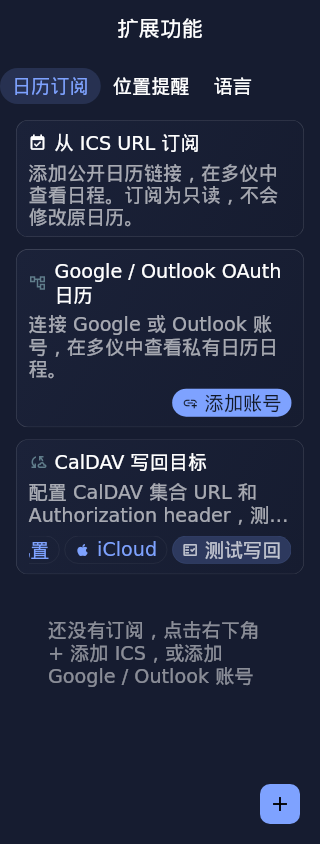 扩展功能
日历订阅 位置提醒 语言
从 ICS URL 订阅
添加公开日历链接，在多仪中
查看日程。订阅为只读，不会
修改原日历。
Google / Outlook OAuth
日历
连接 Google 或 Outlook 账
号，在多仪中查看私有日历日
程。
添加账号
CalDAV 写回目标
配置 CalDAV 集合 URL 和
Authorization header，测…
置 iCloud 测试写回
还没有订阅，点击右下角
+ 添加 ICS，或添加
Google / Outlook 账号